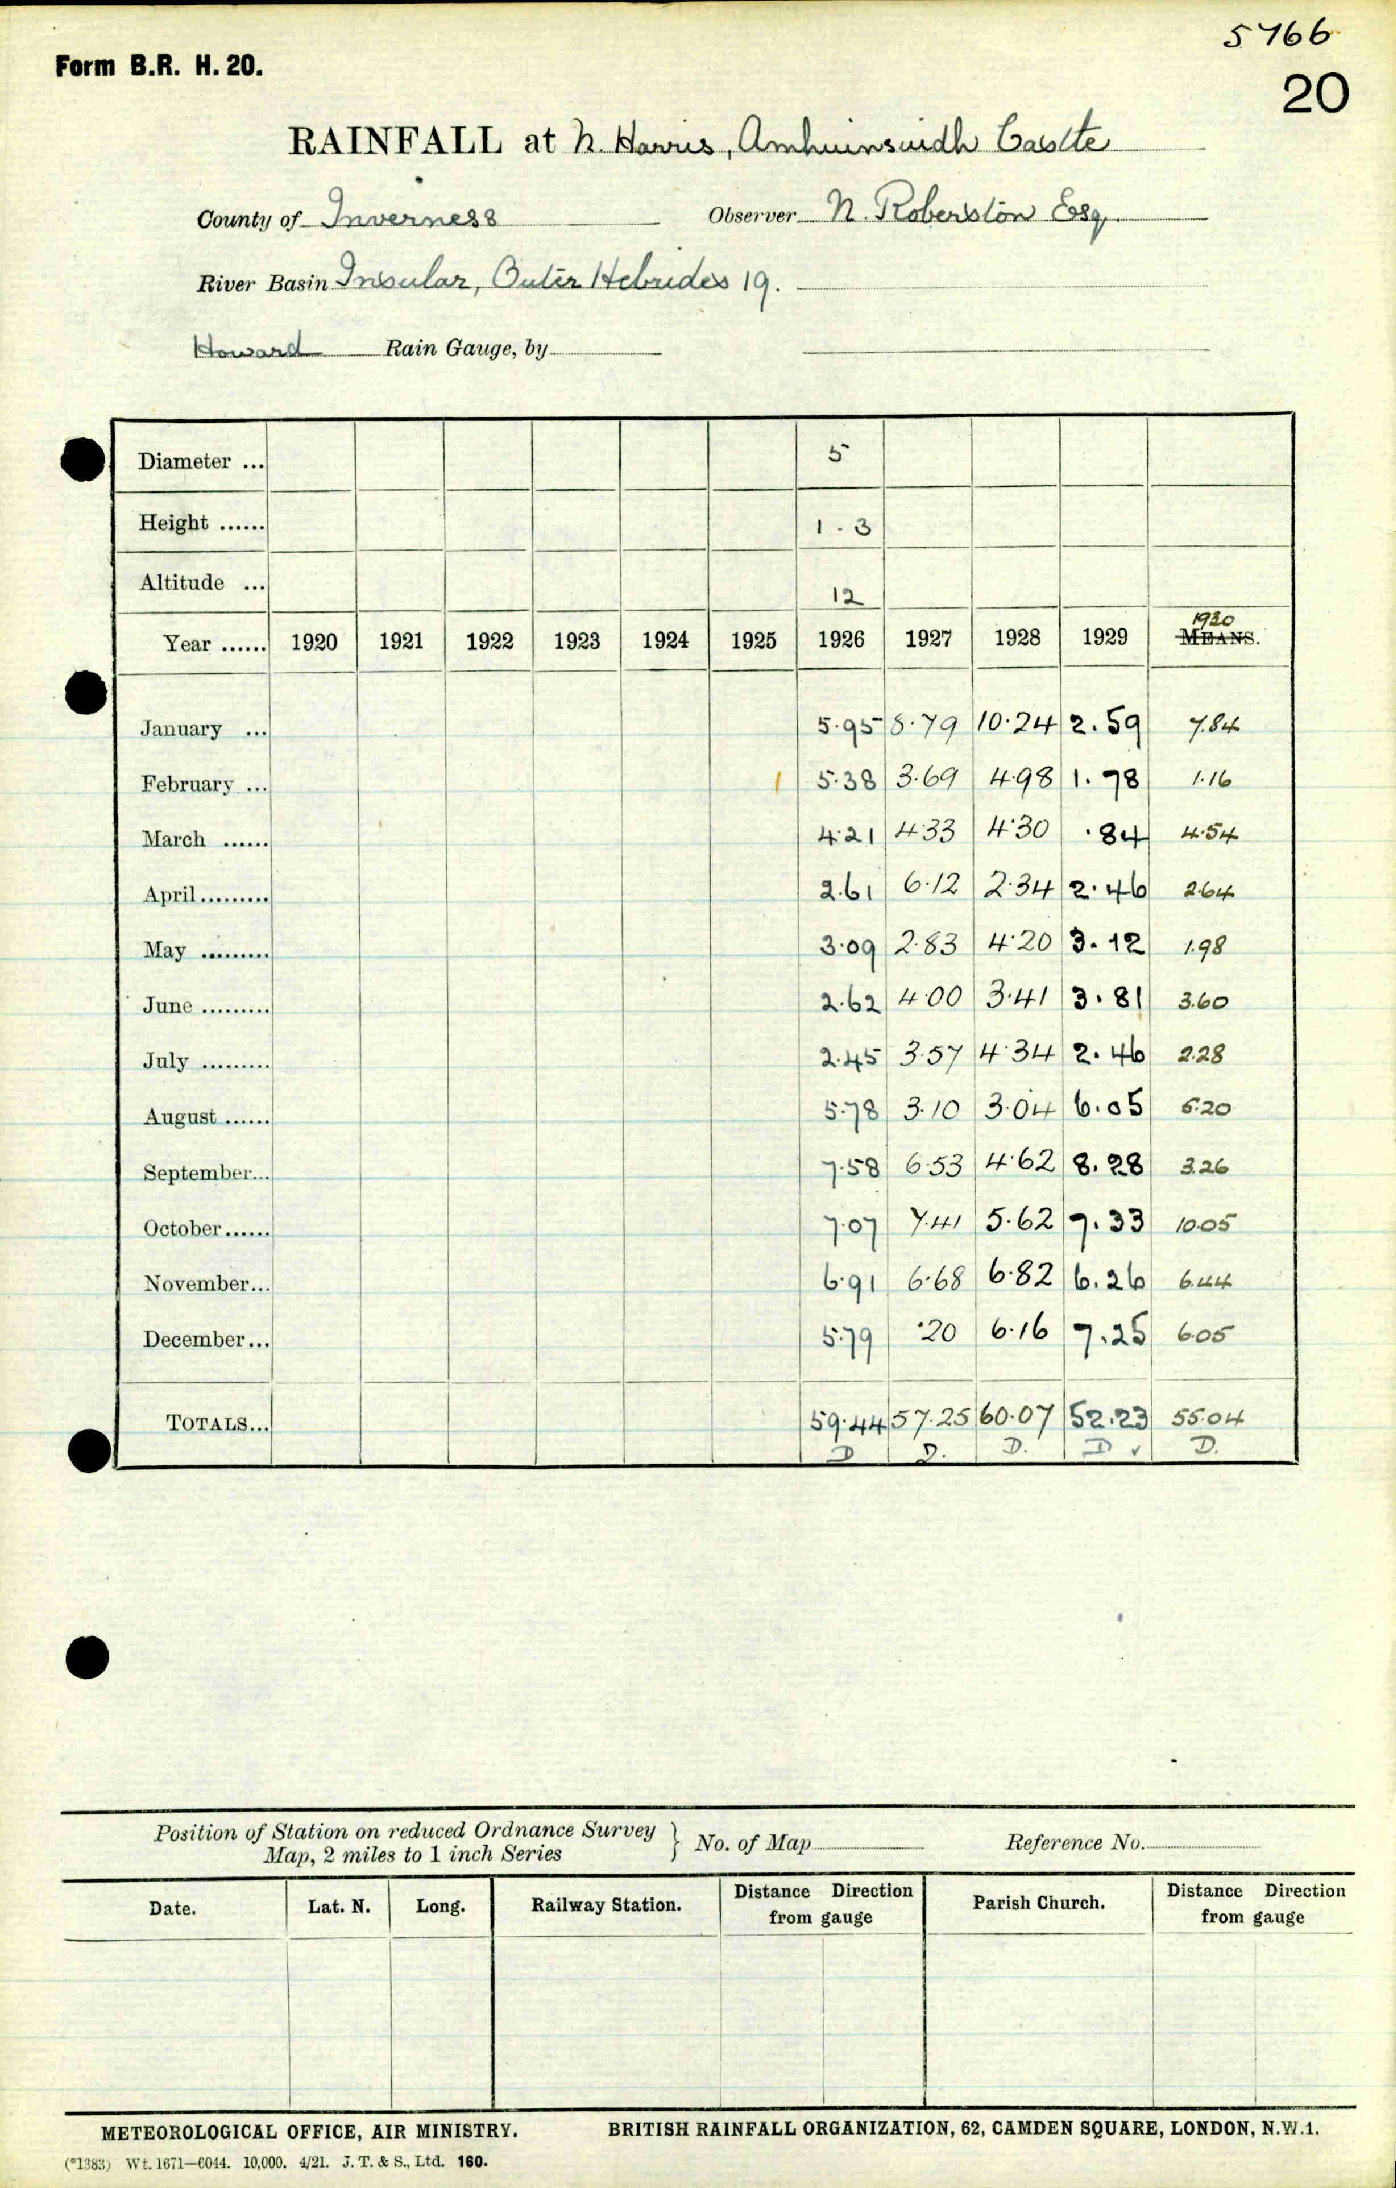 5766
Form B.R. H. 20.
20
RAINFALL at N. Harris, Amhuinsuidh Castle
County of Inverness Observer N. Roberston Esq.
River Basin Insular, Outer Hebrides 19.
Howard Rain Gauge, by
Diameter ... 5
Height ...... 1 - 3
Altitude ... 12
1930
Year ...... 1920 1921 1922 1923 1924 1925 1926 1927 1928 1929 MEANS.
January ... 5.95 8.79 10.24 2.59 7.84
February ... 5.38 3.69 4.98 1.78 1.16
March ...... 4.21 4.33 4.30 .84 4.54
April ......... 2.61 6.12 2.34 2.46 2.64
May ......... 3.09 2.83 4.20 3.12 1.98
June ......... 2.62 4.00 3.41 3.81 3.60
July ......... 2.45 3.57 4.34 2.46 2.28
August ...... 5.78 3.10 3.04 6.05 5.20
September... 7.58 6.53 4.62 8.28 3.26
October ...... 7.07 7.41 5.62 7.33 10.05
November... 6.91 6.68 6.82 6.26 6.44
December... 5.79 .20 6.16 7.25 6.05
TOTALS... 59.44 57.25 60.07 52.23 55.04
D D. D. D ✓ D.
Position of Station on reduced Ordnance Survey
Map, 2 miles to 1 inch Series } No. of Map Reference No.
Date. Lat. N. Long. Railway Station. Distance Direction from gauge Parish Church. Distance Direction from gauge
METEOROLOGICAL OFFICE, AIR MINISTRY. BRITISH RAINFALL ORGANIZATION, 62, CAMDEN SQUARE, LONDON, N.W.1.
(*1383) Wt. 1671—6044. 10,000. 4/21. J. T. & S., Ltd. 160.